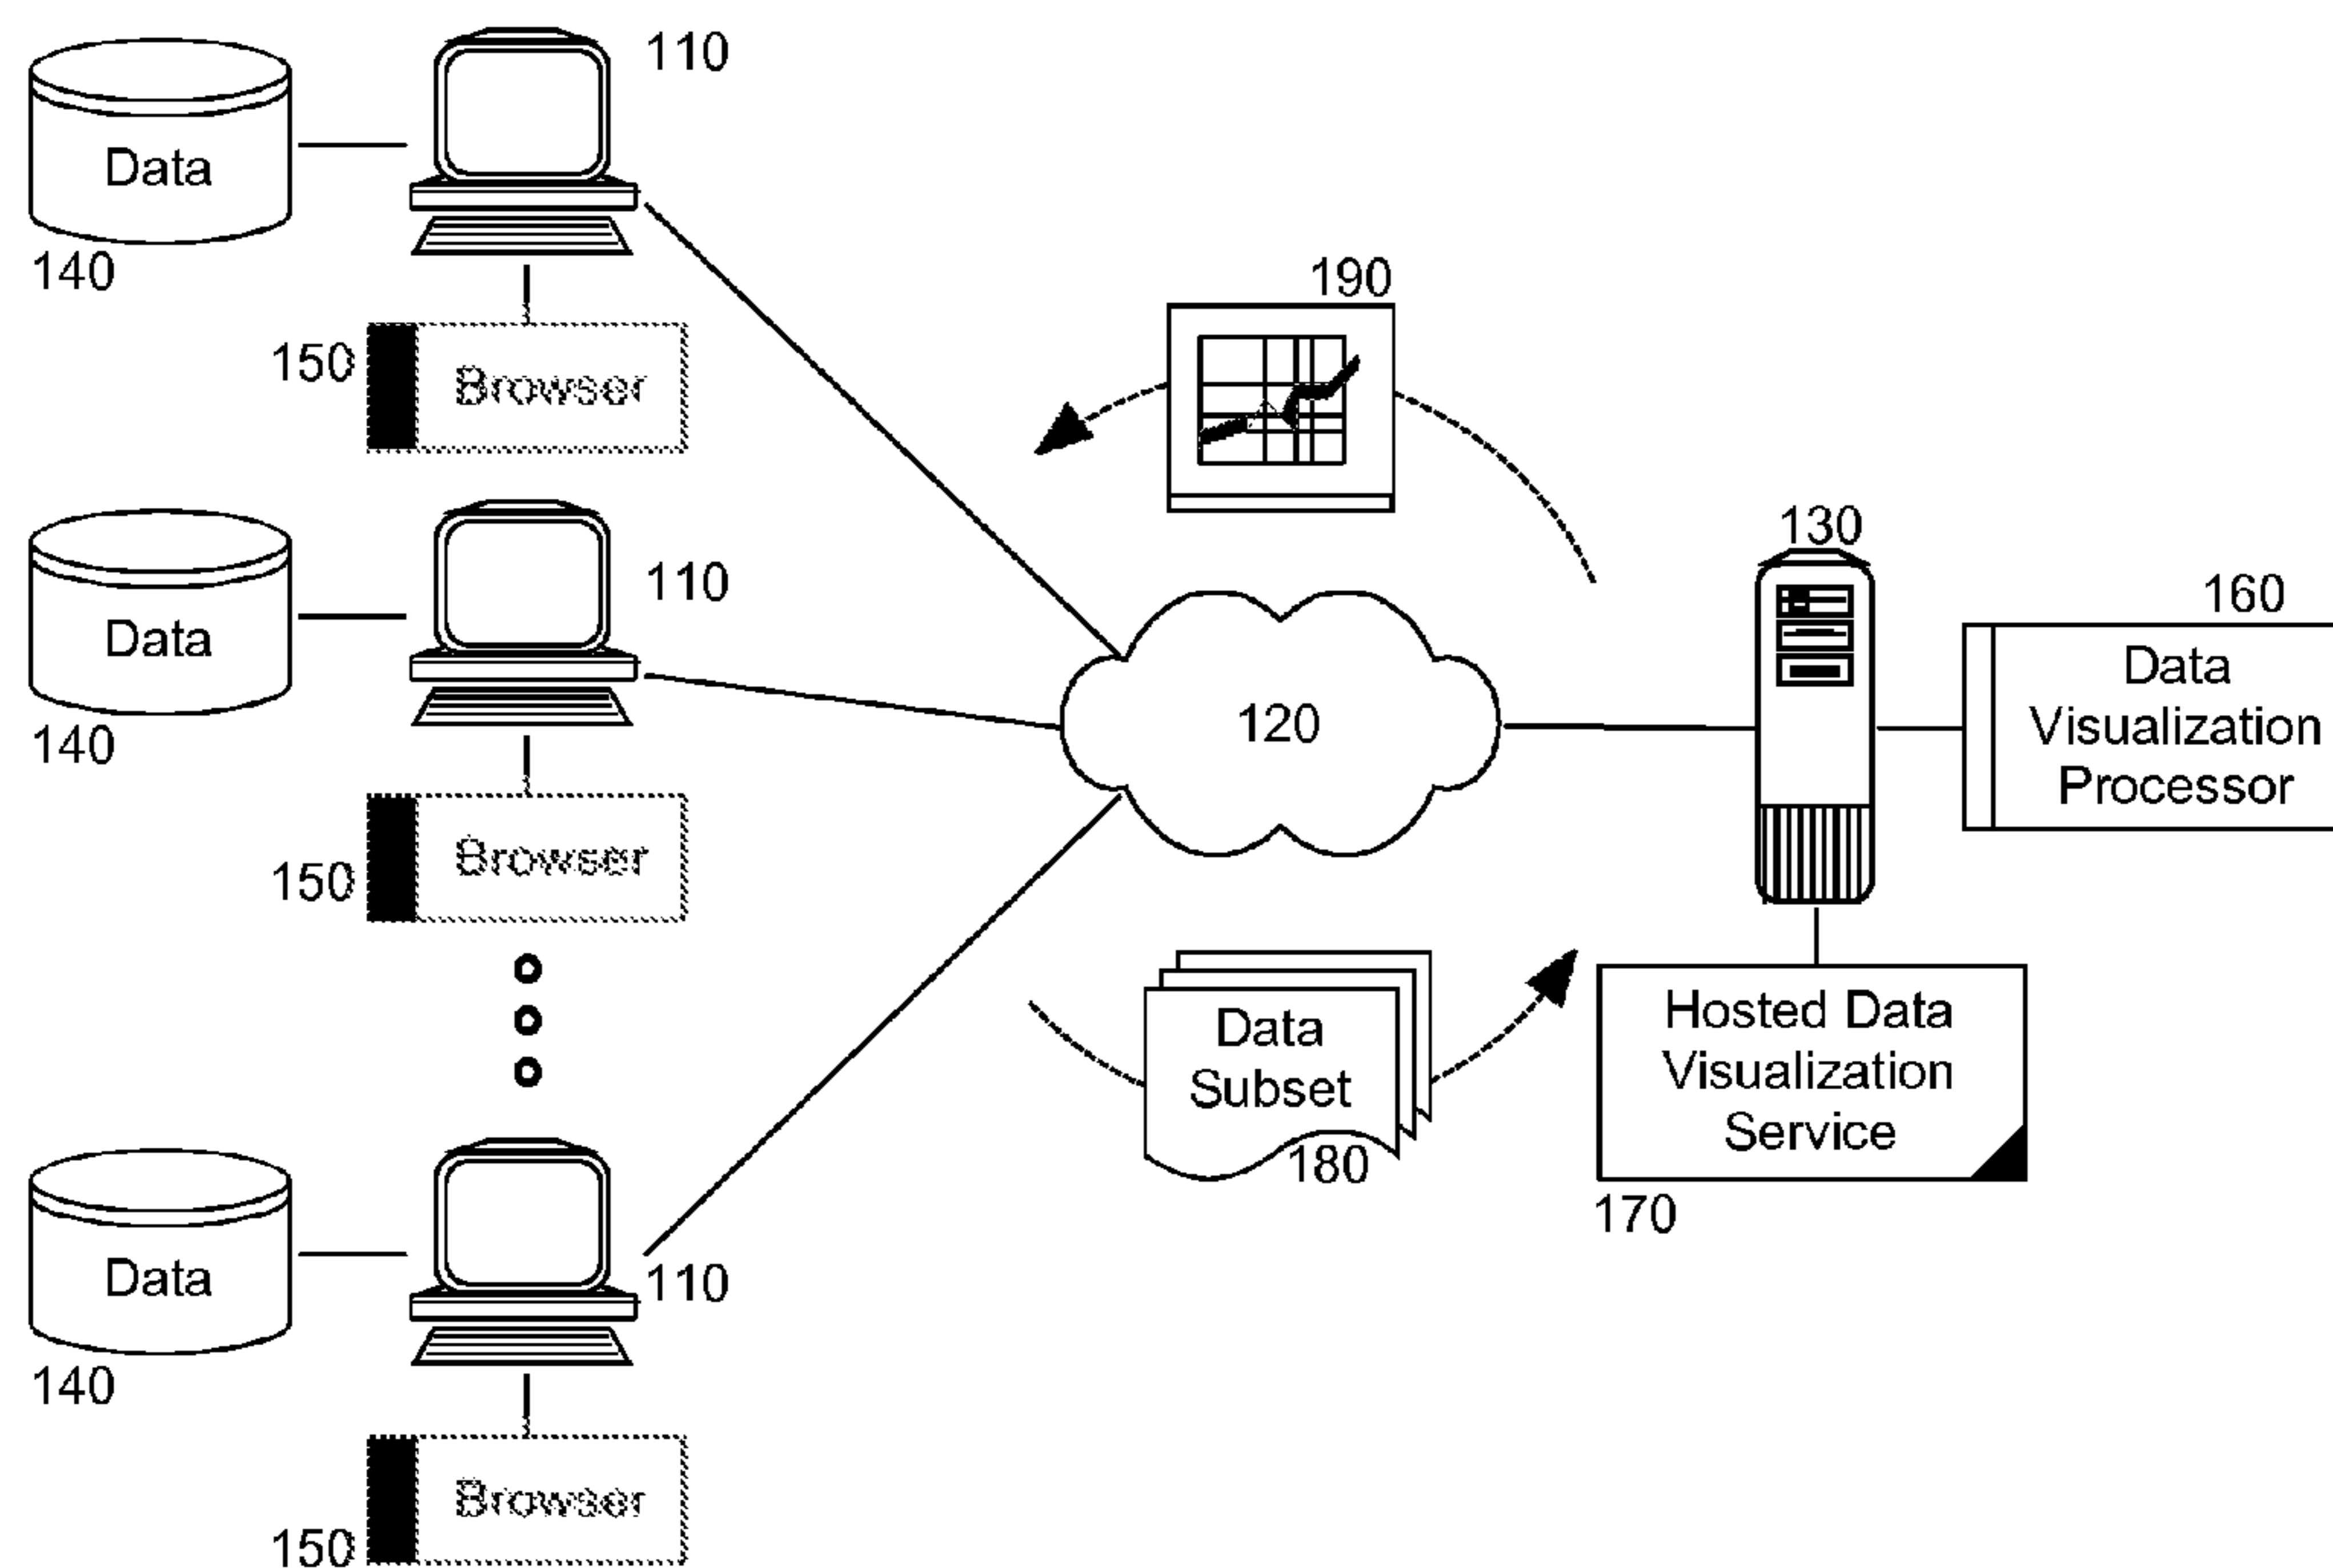 110
Data
140
150
Browser
190
110
Data
140
150
Browser
120
130
160
Data
Visualization
Processor
Data
Subset
180
Hosted Data
Visualization
Service
170
110
Data
140
150
Browser